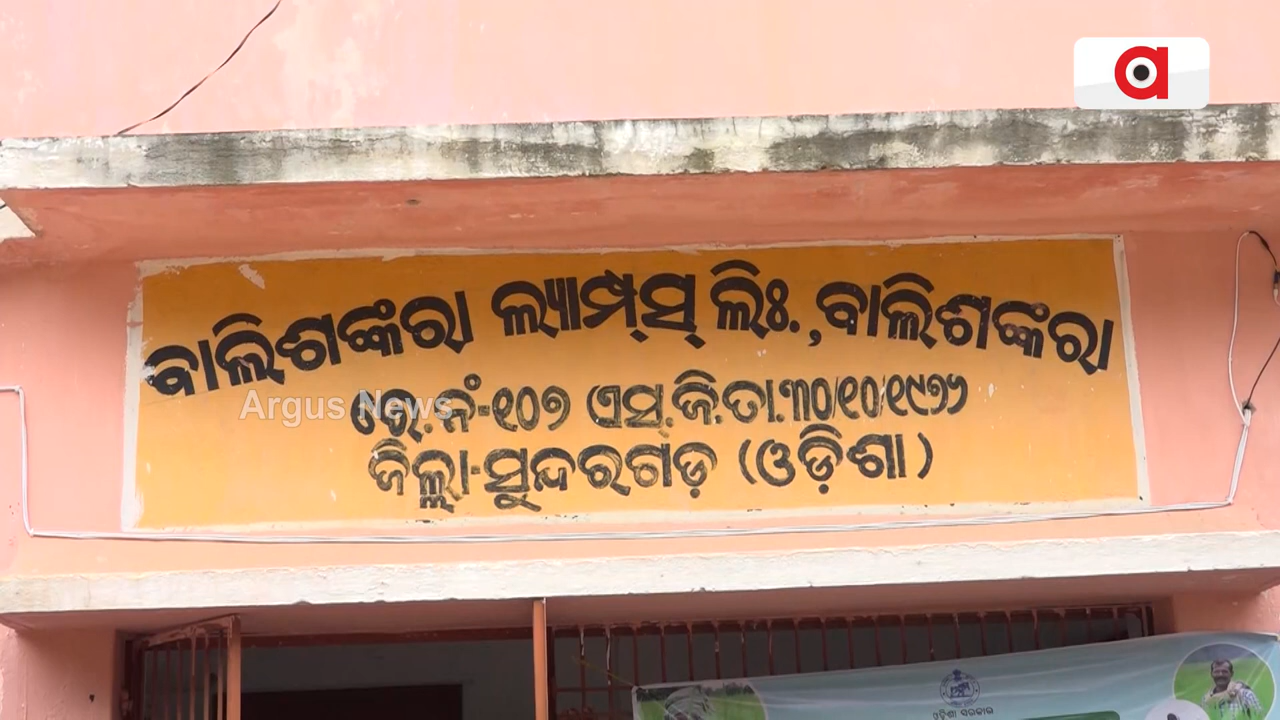 ବାଲିଶଙ୍କରା ଲ୍ୟାମ୍ପସ୍ ଲିଃ., ବାଲିଶଙ୍କରା
ରେ.ନଂ-୧୦୭ ଏସ୍.ଜି.ତା.୩୦/୧୦/୧୯୭୬
ଜିଲ୍ଲା-ସୁନ୍ଦରଗଡ଼ (ଓଡ଼ିଶା)
Argus News
ଓଡ଼ିଶା ସରକାର